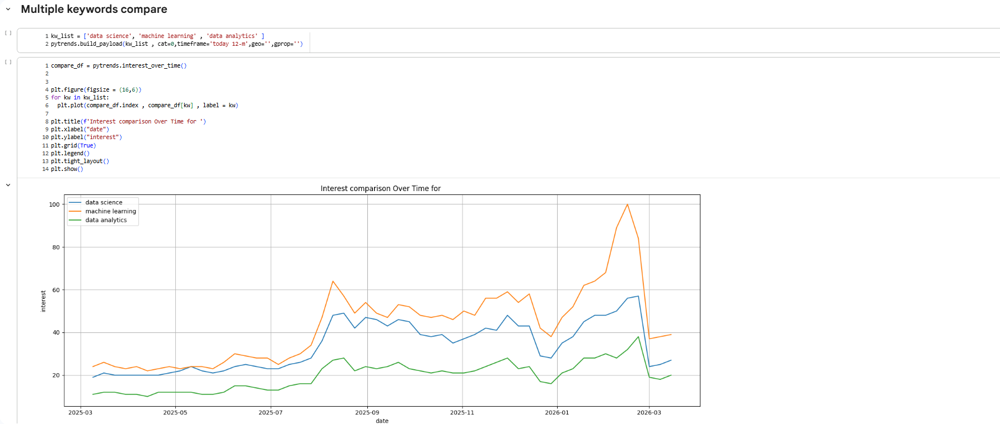 Multiple keywords compare
[ ]
1 kw_list = ['data science', 'machine learning' , 'data analytics' ]
2 pytrends.build_payload(kw_list , cat=0,timeframe='today 12-m',geo='',gprop='')
[ ]
1 compare_df = pytrends.interest_over_time()
2
3
4 plt.figure(figsize = (16,6))
5 for kw in kw_list:
6   plt.plot(compare_df.index , compare_df[kw] , label = kw)
7
8 plt.title(f'Interest comparison Over Time for ')
9 plt.xlabel("date")
10 plt.ylabel("interest")
11 plt.grid(True)
12 plt.legend()
13 plt.tight_layout()
14 plt.show()
Interest comparison Over Time for
data science
machine learning
data analytics
100
80
60
40
20
interest
2025-03 2025-05 2025-07 2025-09 2025-11 2026-01 2026-03
date